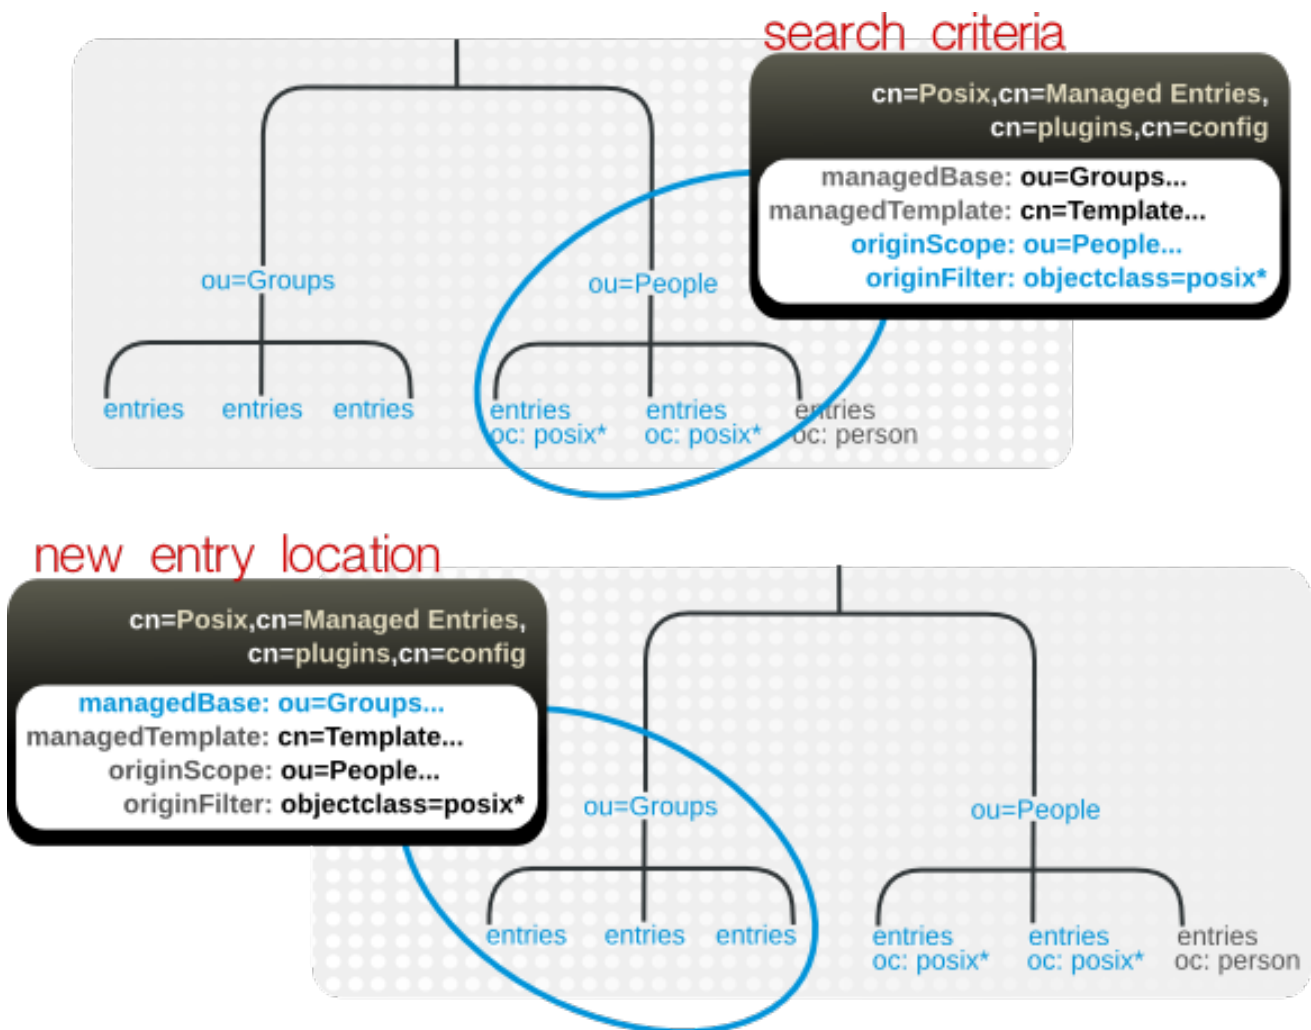 search criteria
cn=Posix,cn=Managed Entries,
cn=plugins,cn=config
managedBase: ou=Groups...
managedTemplate: cn=Template...
originScope: ou=People...
originFilter: objectclass=posix*
ou=Groups
ou=People
entries entries entries
entries entries entries
oc: posix* oc: posix* oc: person
new entry location
cn=Posix,cn=Managed Entries,
cn=plugins,cn=config
managedBase: ou=Groups...
managedTemplate: cn=Template...
originScope: ou=People...
originFilter: objectclass=posix*
ou=Groups
ou=People
entries entries entries
entries entries entries
oc: posix* oc: posix* oc: person